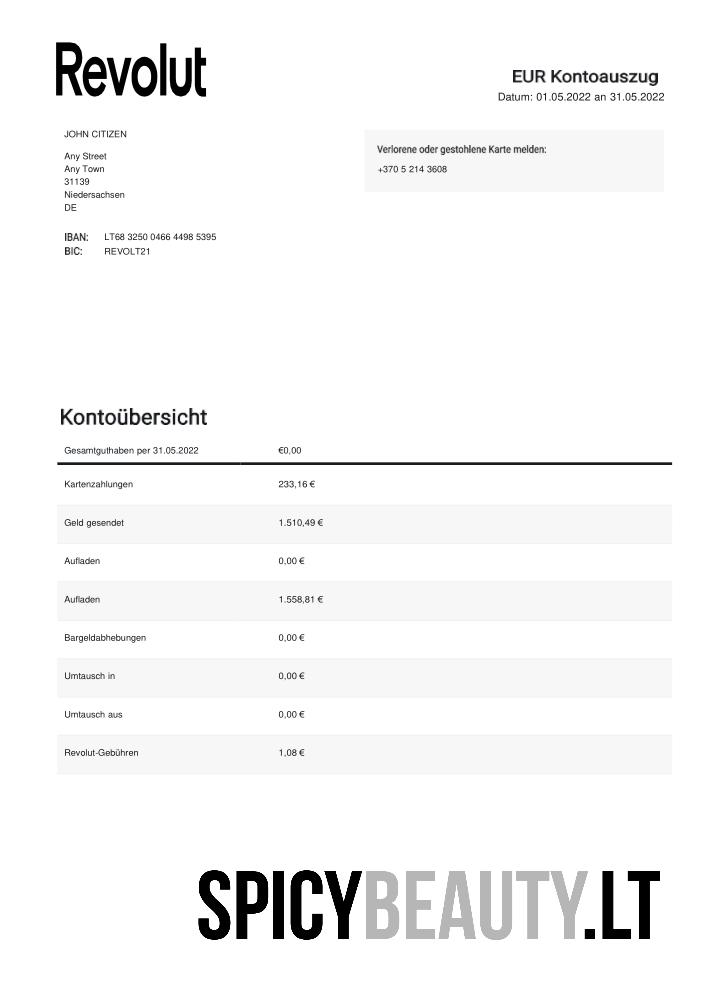 Revolut
EUR Kontoauszug
Datum: 01.05.2022 an 31.05.2022
JOHN CITIZEN
Any Street
Any Town
31139
Niedersachsen
DE
Verlorene oder gestohlene Karte melden:
+370 5 214 3608
IBAN: LT68 3250 0466 4498 5395
BIC: REVOLT21
Kontoübersicht
Gesamtguthaben per 31.05.2022 €0,00
Kartenzahlungen 233,16 €
Geld gesendet 1.510,49 €
Aufladen 0,00 €
Aufladen 1.558,81 €
Bargeldabhebungen 0,00 €
Umtausch in 0,00 €
Umtausch aus 0,00 €
Revolut-Gebühren 1,08 €
SPICYBEAUTY.LT